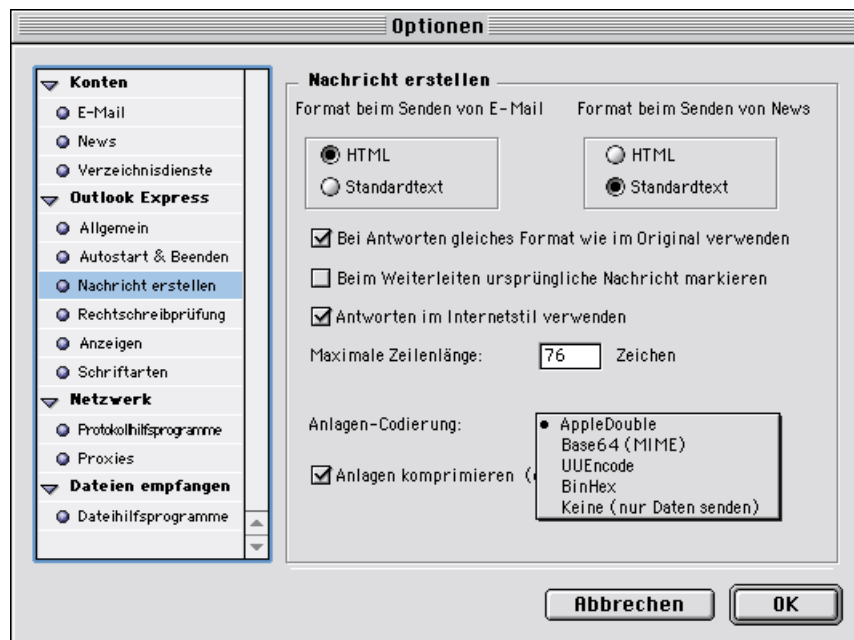 Optionen
Konten
E-Mail
News
Verzeichnisdienste
Outlook Express
Allgemein
Autostart & Beenden
Nachricht erstellen
Rechtschreibprüfung
Anzeigen
Schriftarten
Netzwerk
Protokollhilfsprogramme
Proxies
Dateien empfangen
Dateihilfsprogramme
Nachricht erstellen
Format beim Senden von E-Mail
HTML
Standardtext
Format beim Senden von News
HTML
Standardtext
Bei Antworten gleiches Format wie im Original verwenden
Beim Weiterleiten ursprüngliche Nachricht markieren
Antworten im Internetstil verwenden
Maximale Zeilenlänge: 76 Zeichen
Anlagen-Codierung:
AppleDouble
Base64 (MIME)
UUEncode
BinHex
Keine (nur Daten senden)
Anlagen komprimieren (
Abbrechen
OK